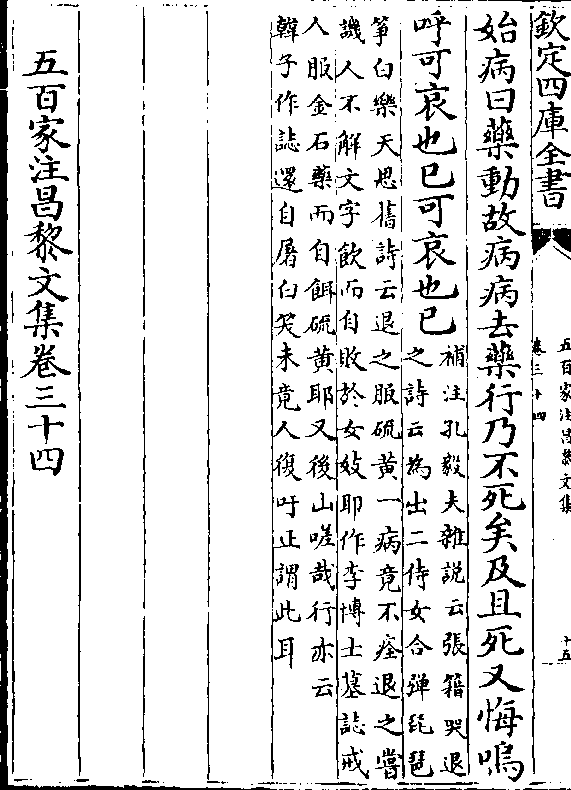 欽定四庫全書
五百家注昌黎文集
卷三十四
十五
始病曰藥動故病病去藥行乃不死矣及且死又悔嗚
呼可哀也已可哀也已
補注孔毅夫雜說云張籍哭退
之詩云為出二侍女合彈琵琶
箏白樂天思舊詩云退之服硫黄一病竟不痊退之嘗
譏人不解文字飲而自敗於女妓耶作李博士墓誌戒
人服金石藥而自餌硫黄耶又後山嗟哉行亦云
韓子作誌還自屠白笑未竟人復吁止謂此耳
五百家注昌黎文集卷三十四